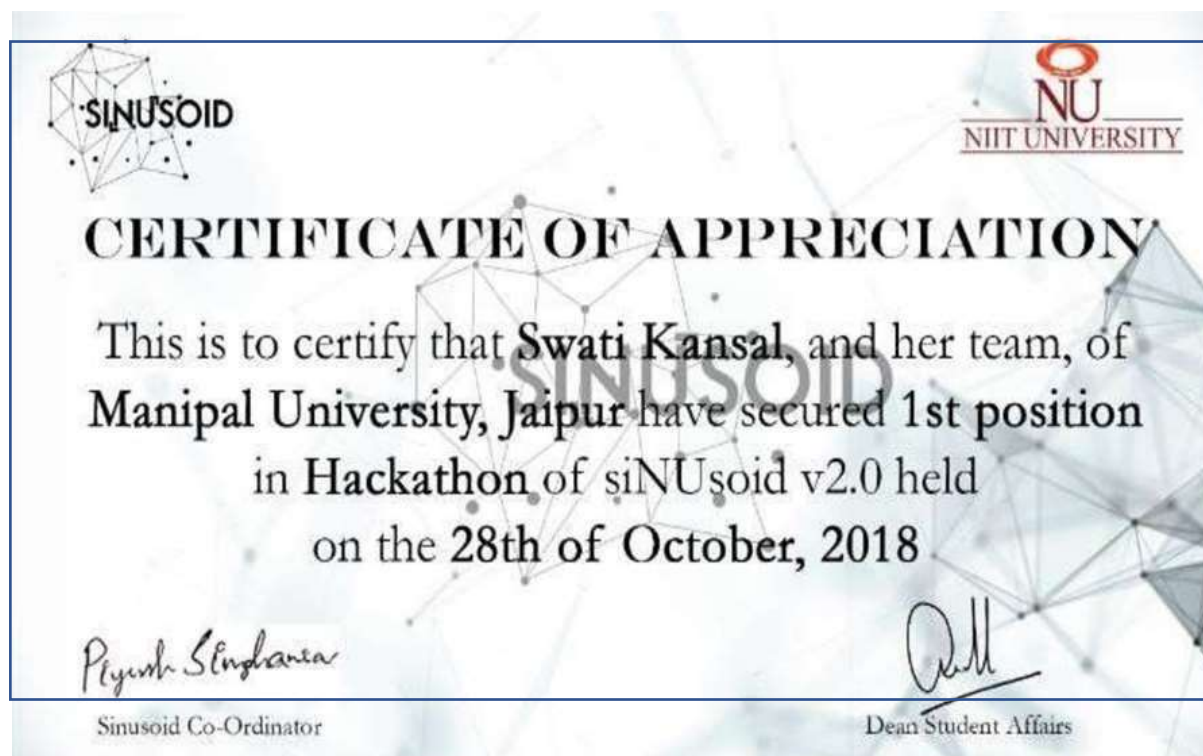 SINUSOID
NU
NIIT UNIVERSITY
CERTIFICATE OF APPRECIATION
This is to certify that Swati Kansal, and her team, of
SINUSOID
Manipal University, Jaipur have secured 1st position
in Hackathon of siNUsoid v2.0 held
on the 28th of October, 2018
Piyush Singhania
Sinusoid Co-Ordinator
Dean Student Affairs